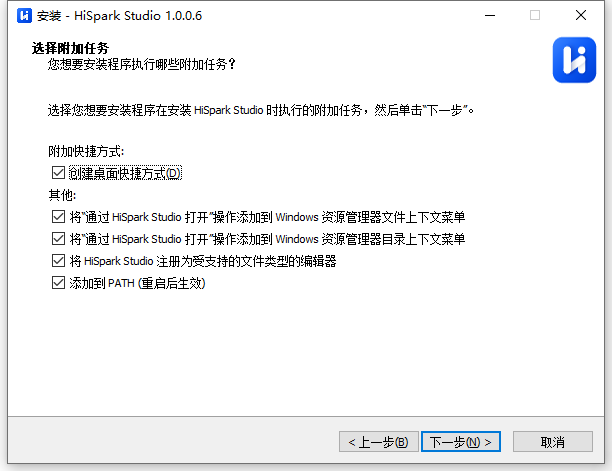 安装 - HiSpark Studio 1.0.0.6
选择附加任务
您想要安装程序执行哪些附加任务？
选择您想要安装程序在安装 HiSpark Studio 时执行的附加任务，然后单击“下一步”。
附加快捷方式:
创建桌面快捷方式(D)
其他:
将“通过 HiSpark Studio 打开”操作添加到 Windows 资源管理器文件上下文菜单
将“通过 HiSpark Studio 打开”操作添加到 Windows 资源管理器目录上下文菜单
将 HiSpark Studio 注册为受支持的文件类型的编辑器
添加到 PATH (重启后生效)
< 上一步(B) 下一步(N) > 取消